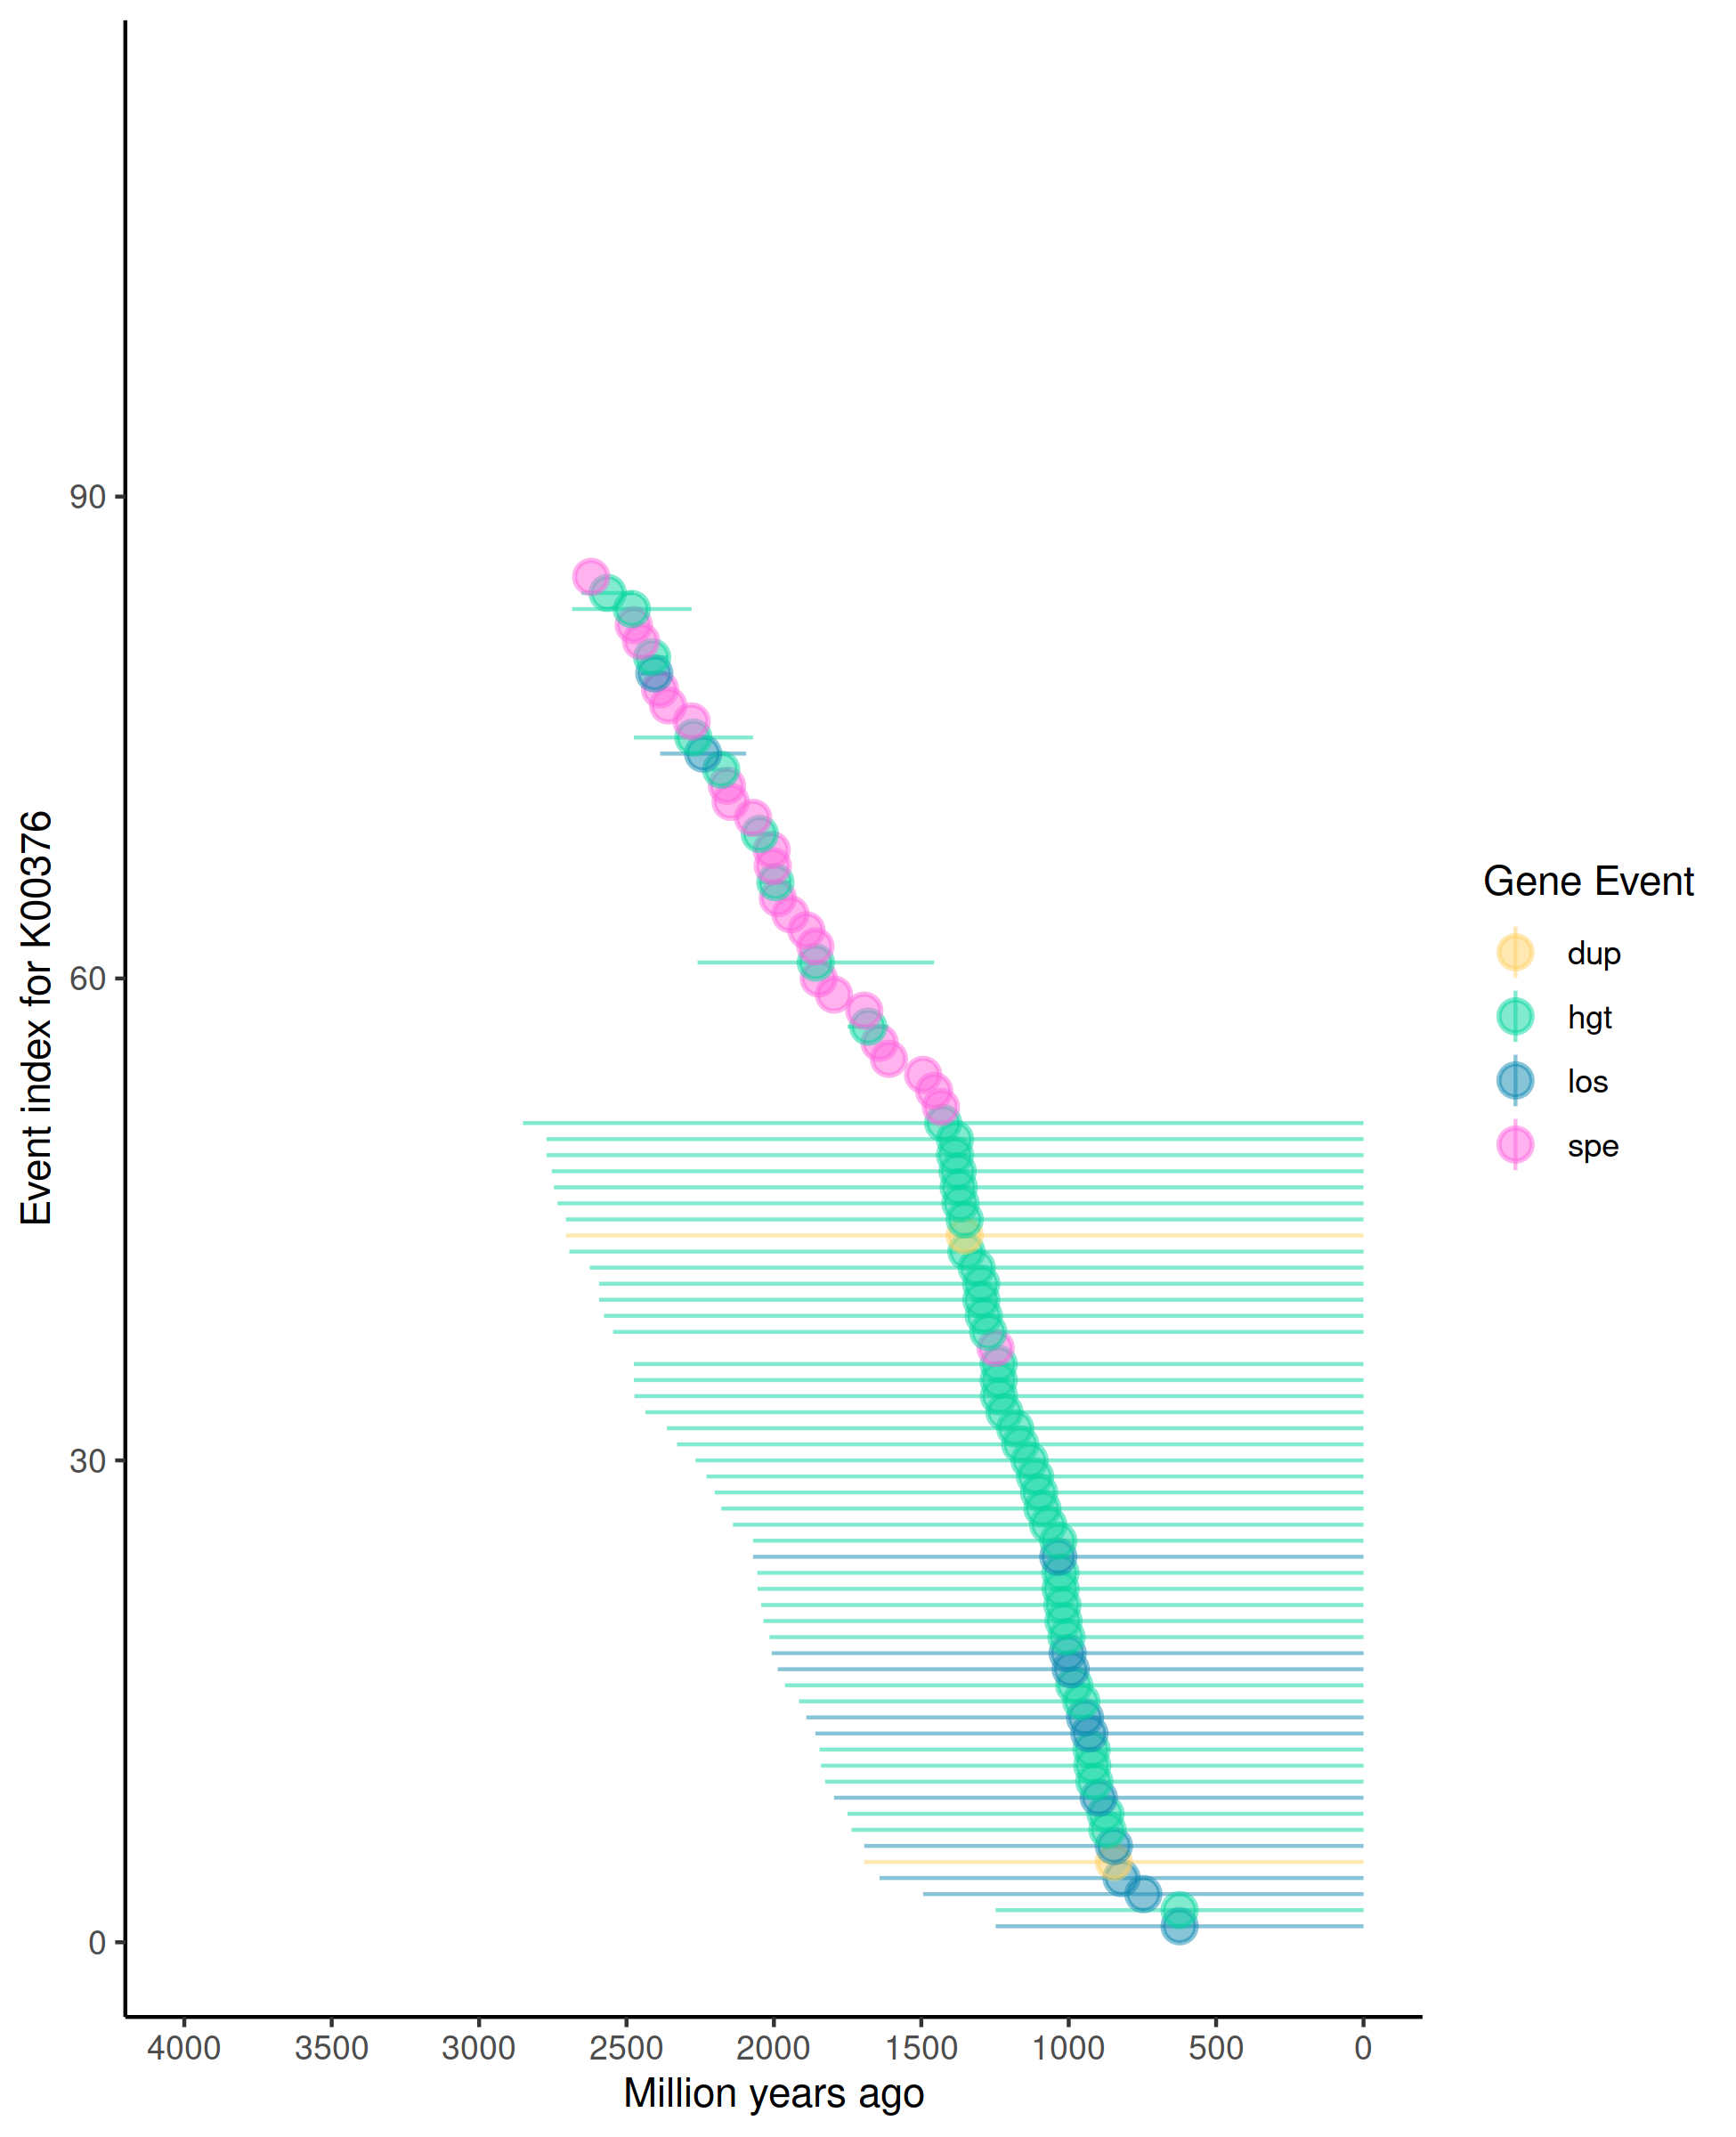 Event index for K00376
90
60
30
0
4000 3500 3000 2500 2000 1500 1000 500 0
Million years ago
Gene Event
dup
hgt
los
spe